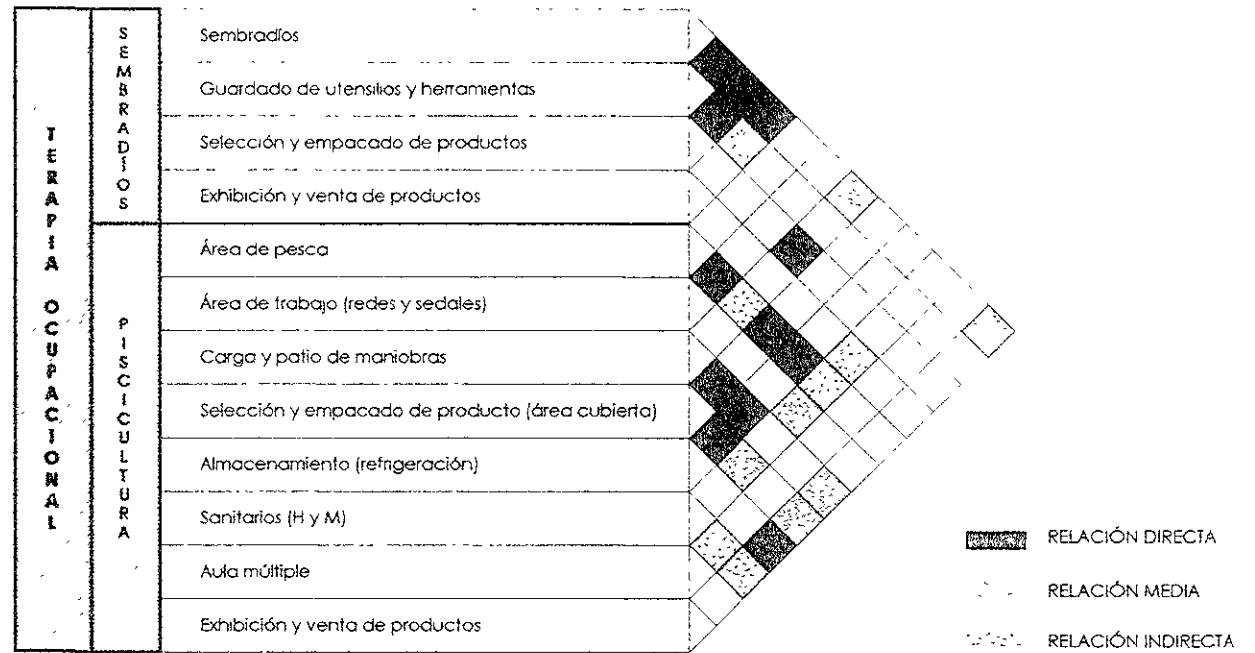 TERAPIA OCUPACIONAL
SEMBRADÍOS
Sembradíos
Guardado de utensilios y herramientas
Selección y empacado de productos
Exhibición y venta de productos
PISCICULTURA
Área de pesca
Área de trabajo (redes y sedales)
Carga y patio de maniobras
Selección y empacado de producto (área cubierta)
Almacenamiento (refrigeración)
Sanitarios (H y M)
Aula múltiple
Exhibición y venta de productos
RELACIÓN DIRECTA
RELACIÓN MEDIA
RELACIÓN INDIRECTA